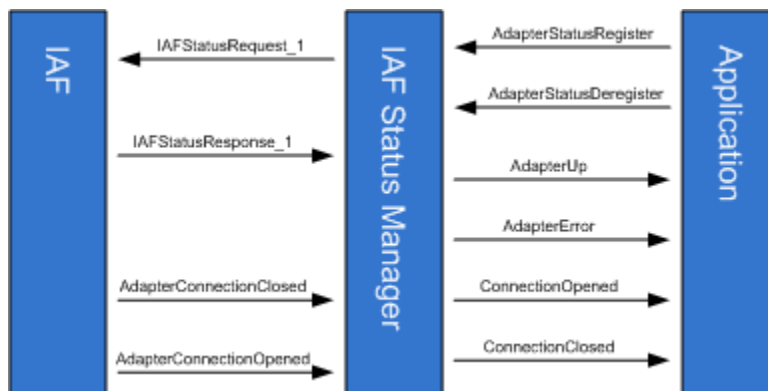 IAF
IAFStatusRequest_1
IAFStatusResponse_1
AdapterConnectionClosed
AdapterConnectionOpened
IAF Status Manager
AdapterStatusRegister
AdapterStatusDeregister
AdapterUp
AdapterError
ConnectionOpened
ConnectionClosed
Application